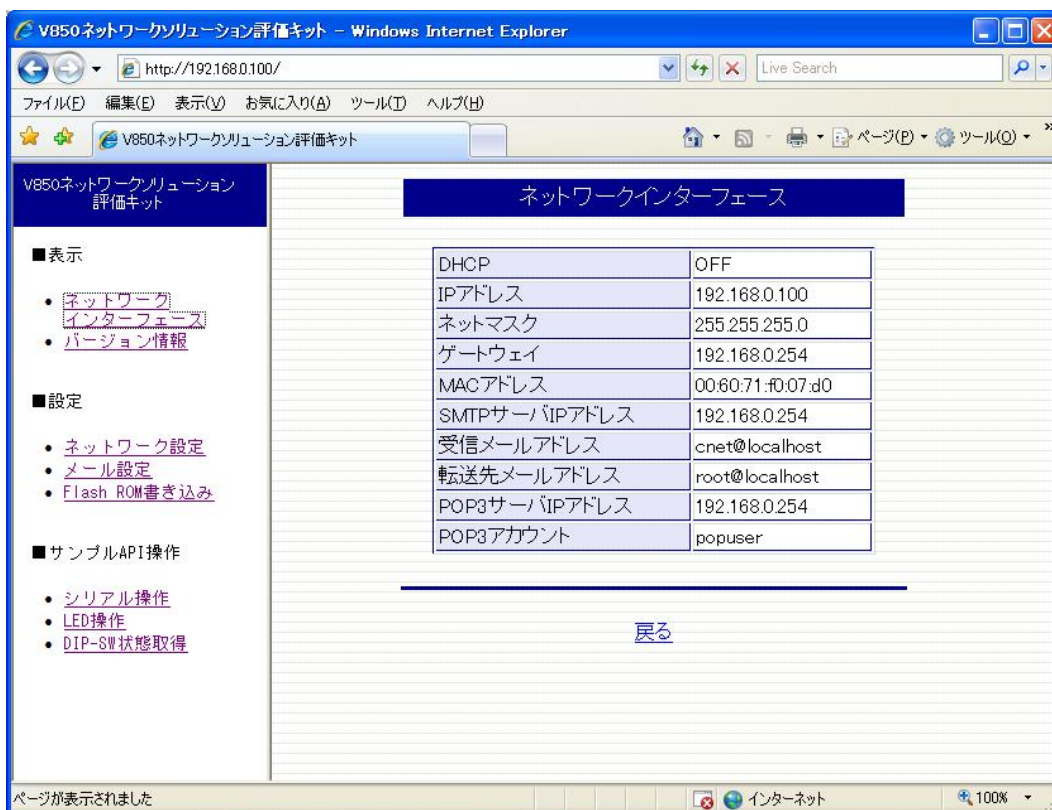 V850ネットワークソリューション評価キット - Windows Internet Explorer
http://192.168.0.100/
Live Search
ファイル(F) 編集(E) 表示(V) お気に入り(A) ツール(T) ヘルプ(H)
V850ネットワークソリューション評価キット
ページ(P) ツール(O)
V850ネットワークソリューション
評価キット
■表示
• ネットワーク
インターフェース
• バージョン情報
■設定
• ネットワーク設定
• メール設定
• Flash ROM書き込み
■サンプルAPI操作
• シリアル操作
• LED操作
• DIP-SW状態取得
ネットワークインターフェース
DHCP OFF
IPアドレス 192.168.0.100
ネットマスク 255.255.255.0
ゲートウェイ 192.168.0.254
MACアドレス 00:60:71:f0:07:d0
SMTPサーバIPアドレス 192.168.0.254
受信メールアドレス cnet@localhost
転送先メールアドレス root@localhost
POP3サーバIPアドレス 192.168.0.254
POP3アカウント popuser
戻る
ページが表示されました
インターネット
100%